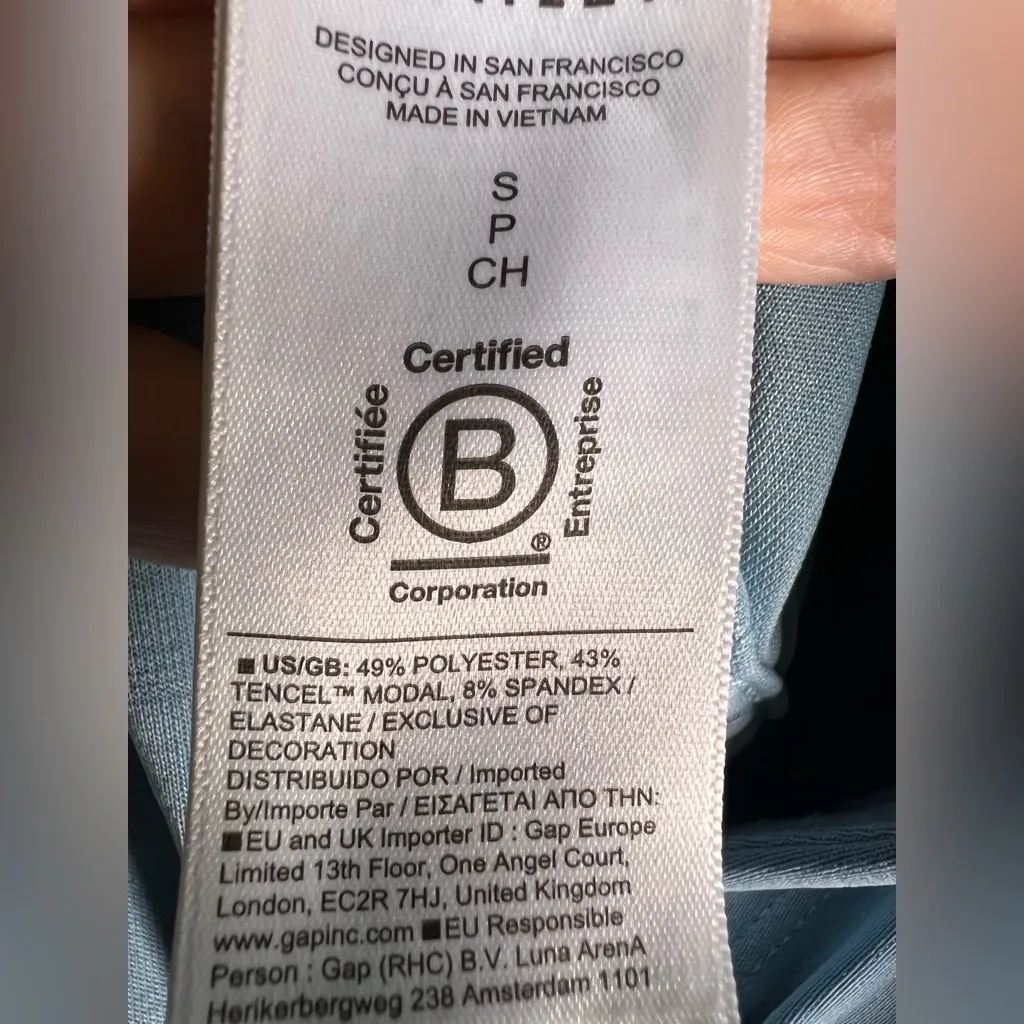 DESIGNED IN SAN FRANCISCO
CONÇU À SAN FRANCISCO
MADE IN VIETNAM
S
P
CH
Certified
Certifiée
B
Entreprise
®
Corporation
US/GB: 49% POLYESTER, 43%
TENCEL™ MODAL, 8% SPANDEX /
ELASTANE / EXCLUSIVE OF
DECORATION
DISTRIBUIDO POR / Imported
By/Importe Par / ΕΙΣΑΓΕΤΑΙ ΑΠΟ ΤΗΝ:
EU and UK Importer ID : Gap Europe
Limited 13th Floor, One Angel Court,
London, EC2R 7HJ, United Kingdom
www.gapinc.com EU Responsible
Person : Gap (RHC) B.V. Luna ArenA
Herikerbergweg 238 Amsterdam 1101